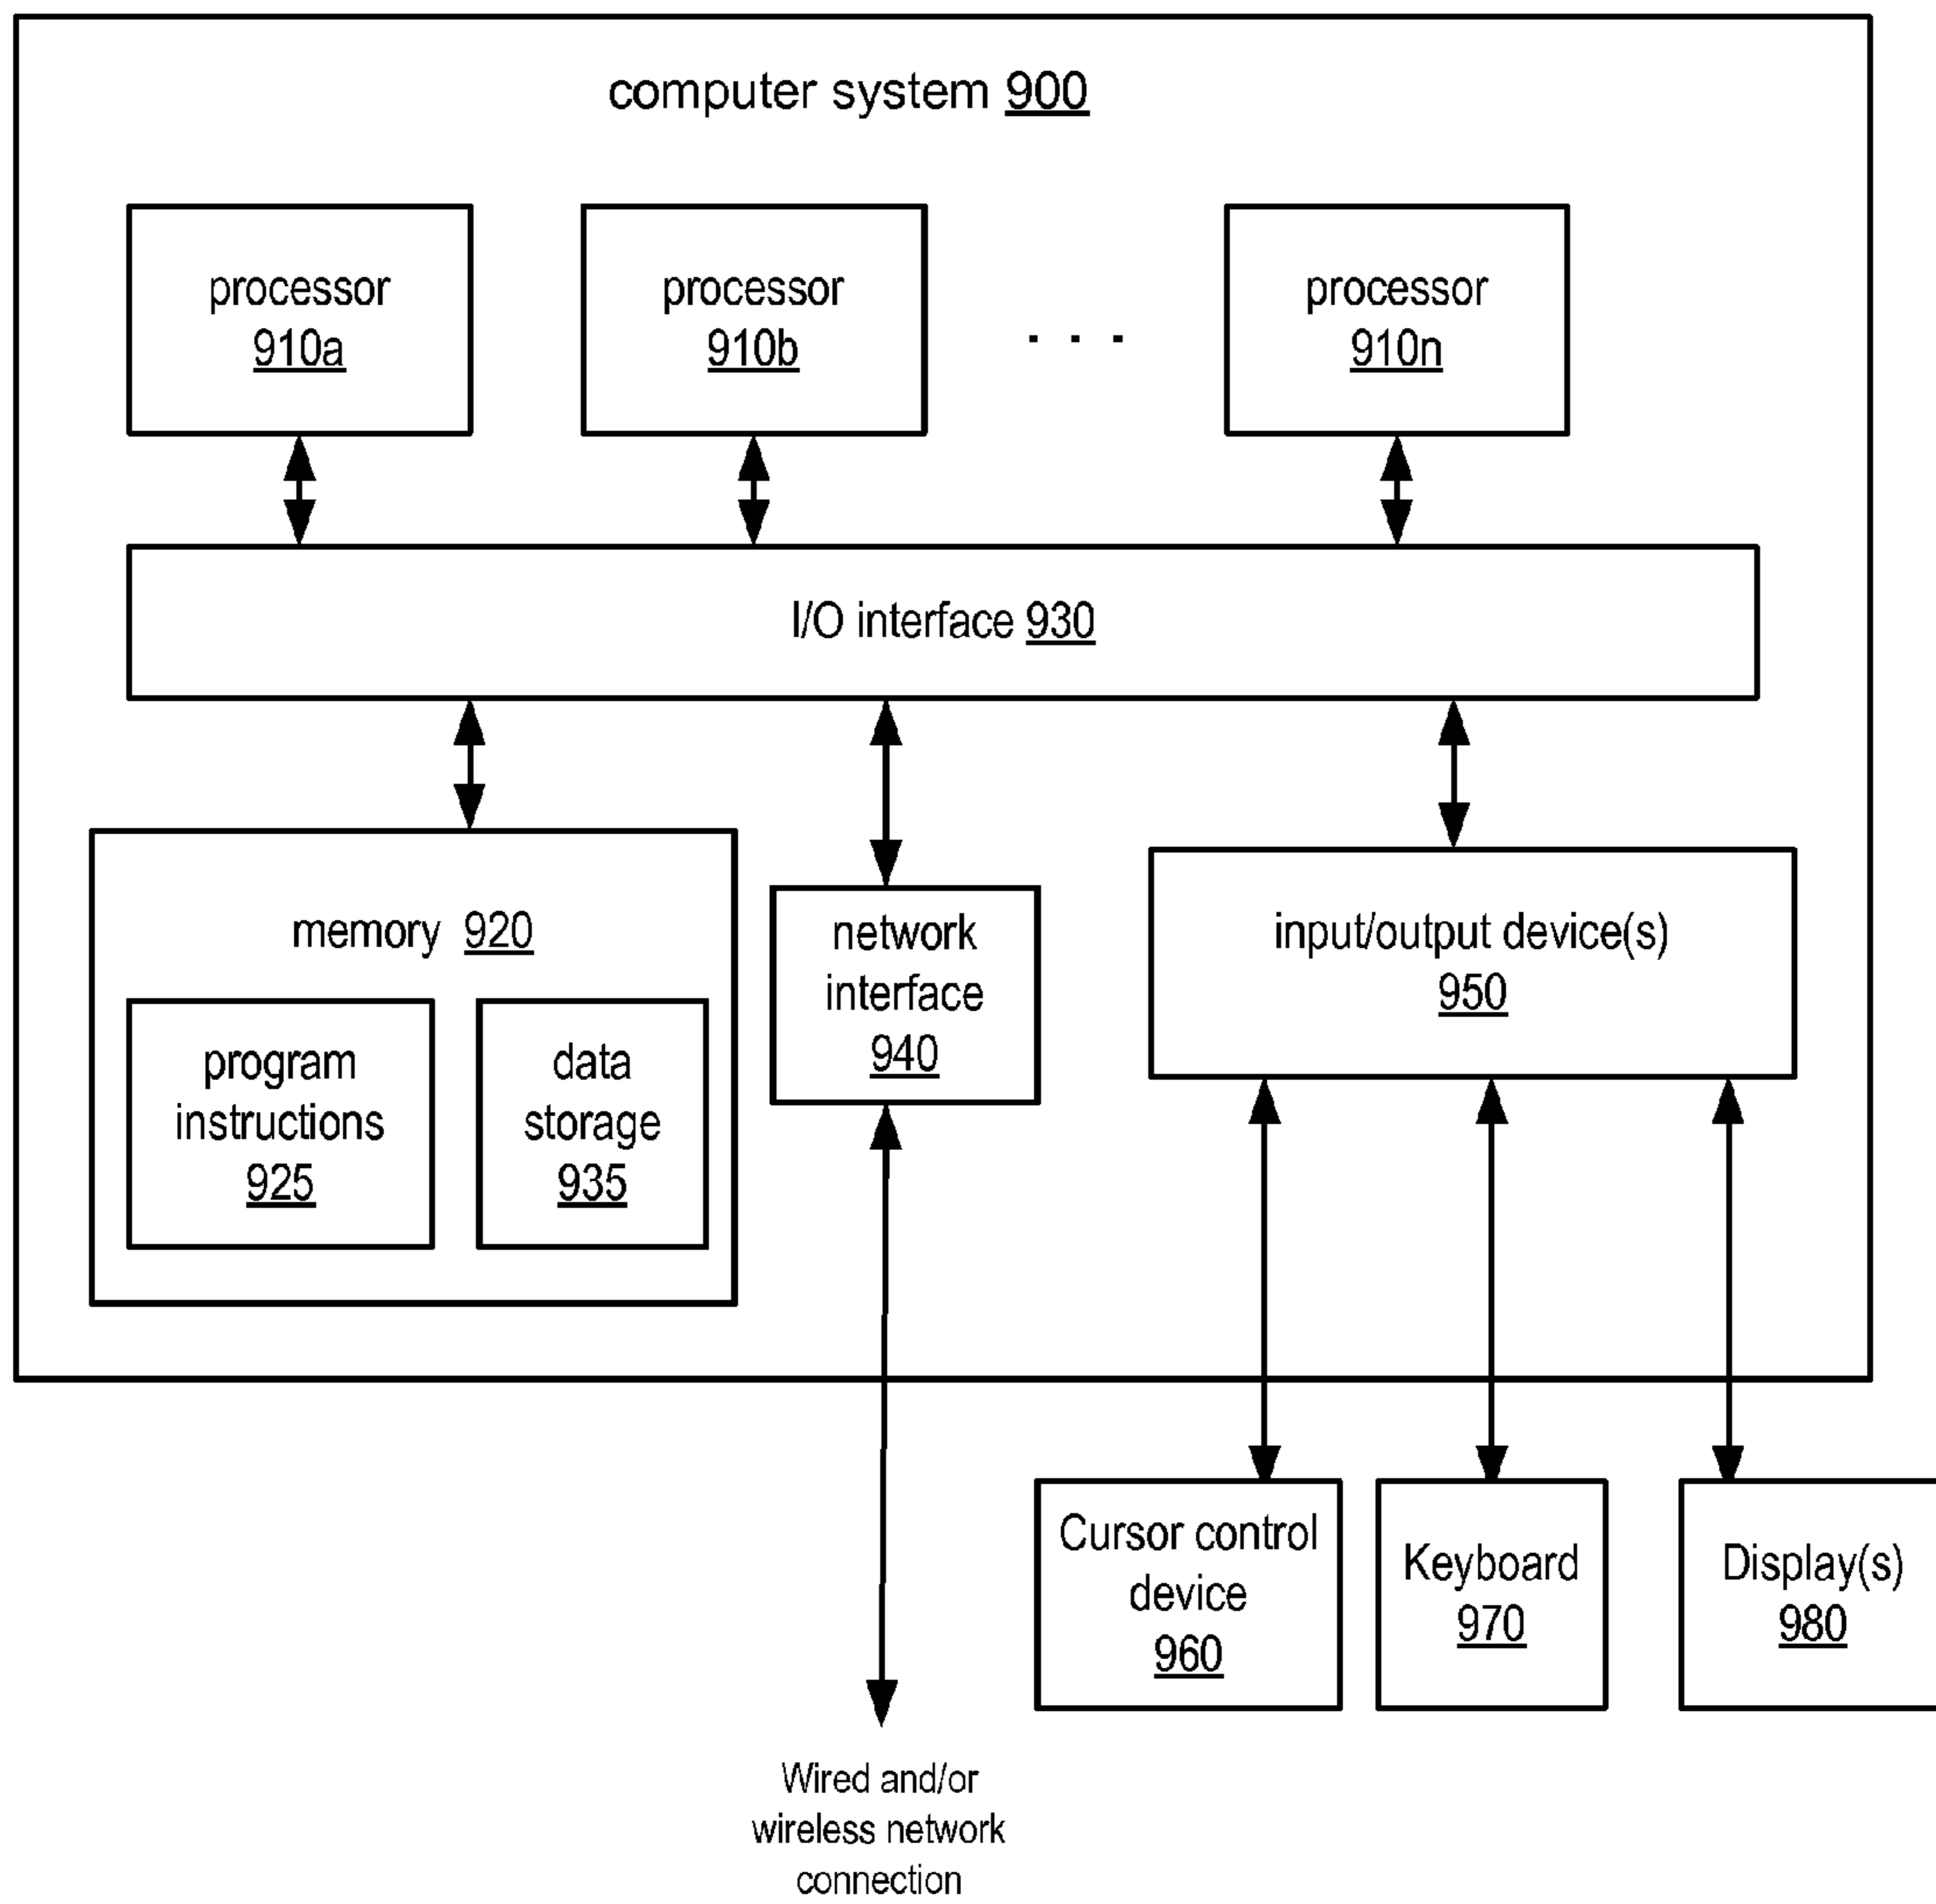 computer system 900
processor
910a
processor
910b
. . .
processor
910n
I/O interface 930
memory 920
program
instructions
925
data
storage
935
network
interface
940
input/output device(s)
950
Cursor control
device
960
Keyboard
970
Display(s)
980
Wired and/or
wireless network
connection